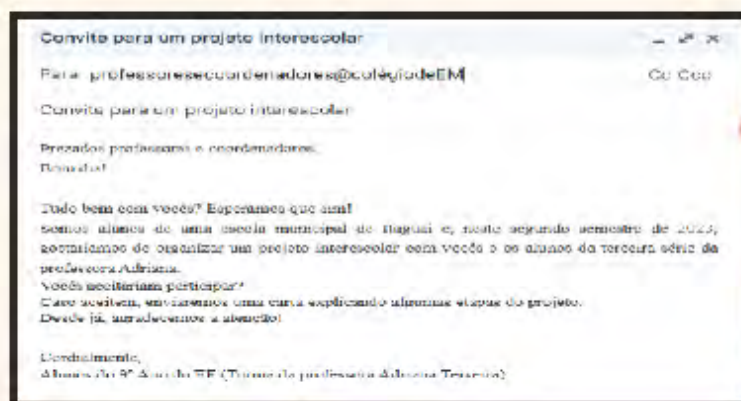 Convite para um projeto interescolar
Para professoresecoordenadores@colégiodeEM Cc Cco
Convite para um projeto interescolar
Prezados professores e coordenadores,
Bom dia!
Tudo bem com vocês? Esperamos que sim!
Somos alunos de uma escola municipal de Itaguaí e, neste segundo semestre de 2023,
gostaríamos de organizar um projeto interescolar com vocês e os alunos da terceira série da
professora Adriana.
Vocês aceitariam participar?
Caso aceitem, enviaremos uma carta explicando algumas etapas do projeto.
Desde já, agradecemos a atenção!
Cordialmente,
Alunos do 9º Ano do EF (Turma da professora Adriana Teixeira)